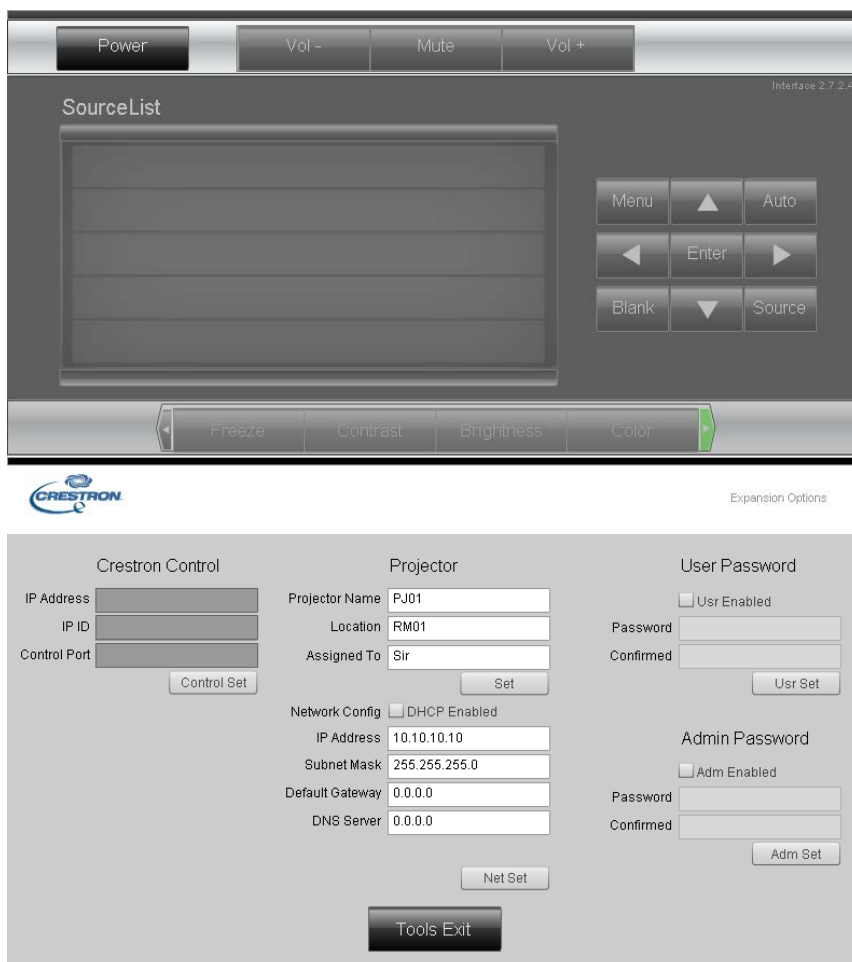 Power Vol - Mute Vol +
Interface 2.7.2.4
SourceList
Menu Auto
Enter
Blank Source
Freeze Contrast Brightness Color
CRESTRON
Expansion Options
Crestron Control
IP Address
IP ID
Control Port
Control Set
Projector
Projector Name PJ01
Location RM01
Assigned To Sir
Set
Network Config DHCP Enabled
IP Address 10.10.10.10
Subnet Mask 255.255.255.0
Default Gateway 0.0.0.0
DNS Server 0.0.0.0
Net Set
User Password
Usr Enabled
Password
Confirmed
Usr Set
Admin Password
Adm Enabled
Password
Confirmed
Adm Set
Tools Exit